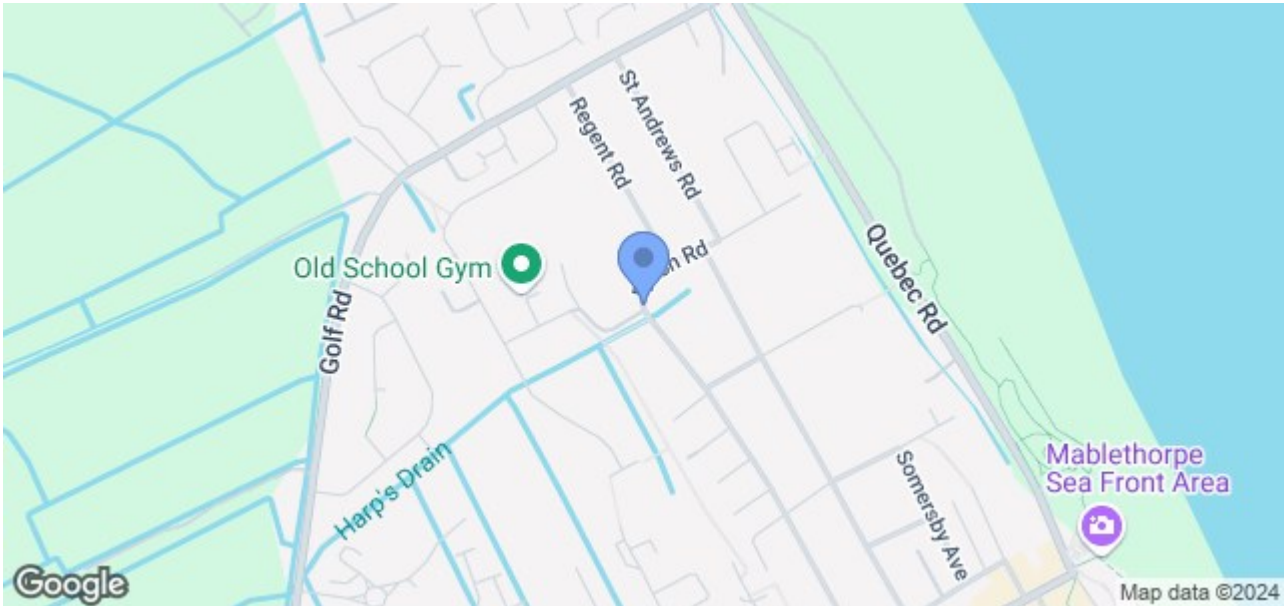 St Andrews Rd
Regent Rd
Rd
Quebec Rd
Old School Gym
Golf Rd
Harp's Drain
Mablethorpe
Sea Front Area
Somersby Ave
Google
Map data ©2024